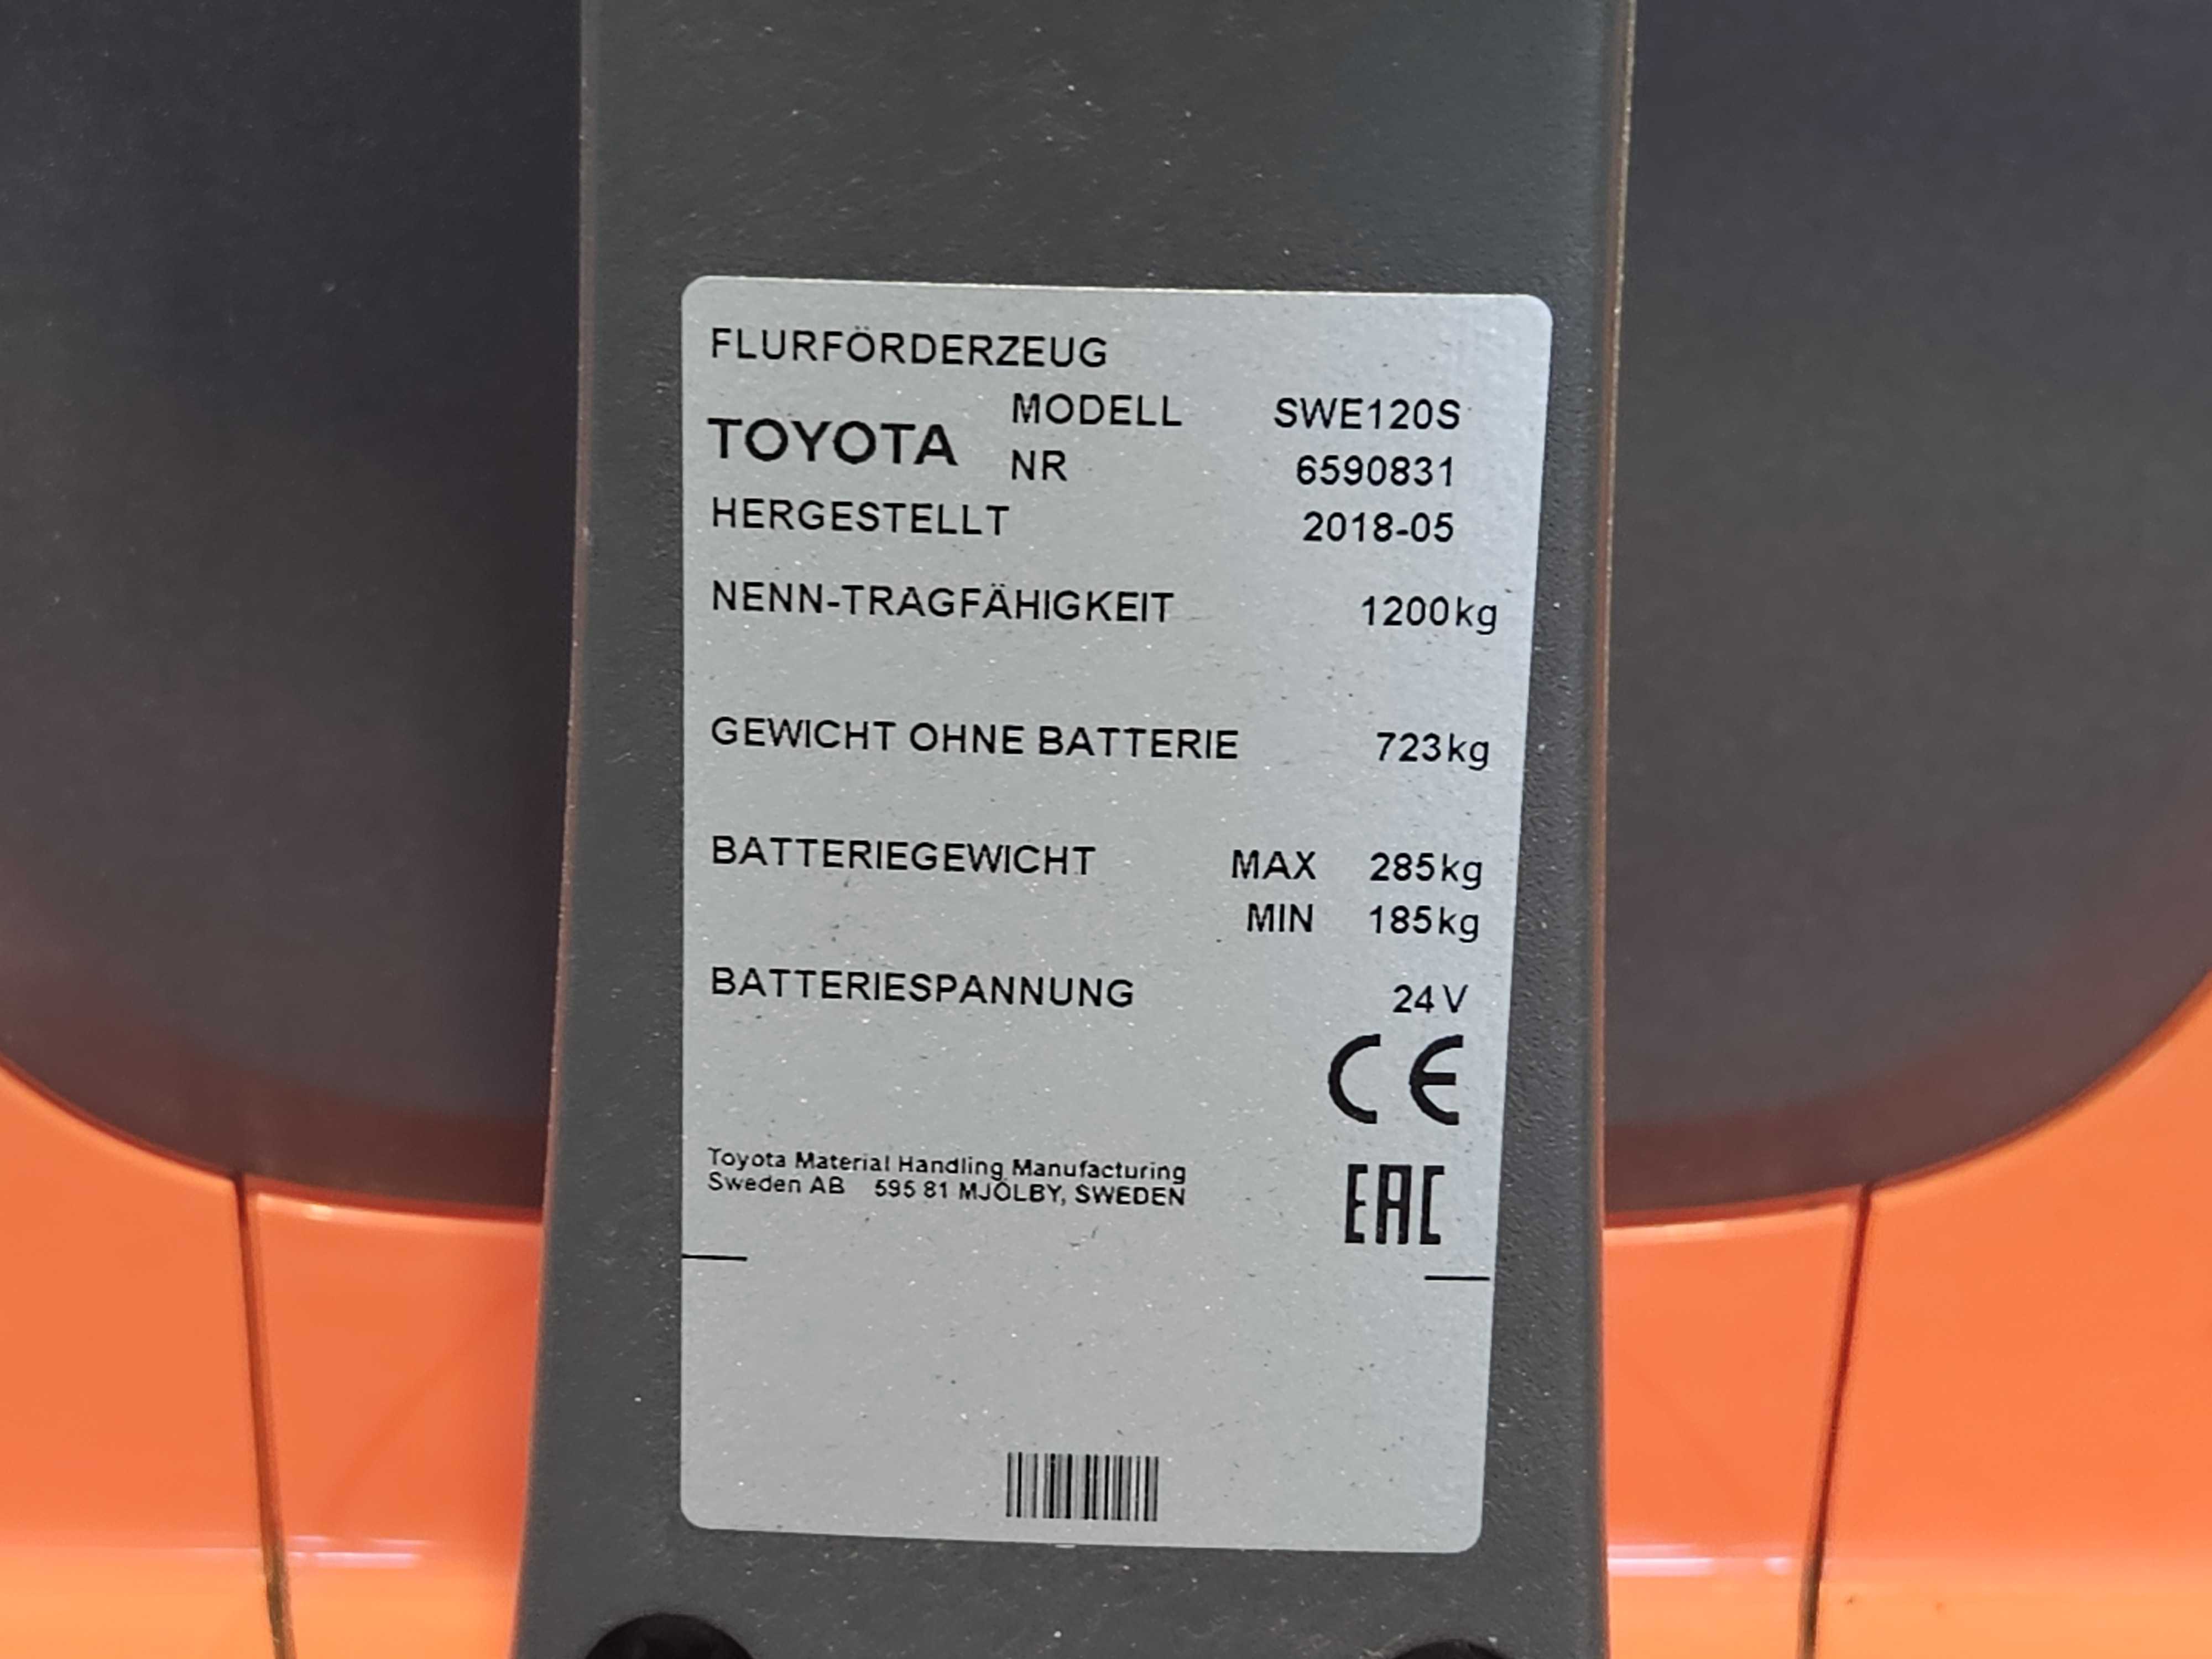 FLURFÖRDERZEUG
TOYOTA MODELL SWE120S
NR 6590831
HERGESTELLT 2018-05
NENN-TRAGFÄHIGKEIT 1200kg
GEWICHT OHNE BATTERIE 723kg
BATTERIEGEWICHT MAX 285kg
MIN 185kg
BATTERIESPANNUNG 24V
CE
Toyota Material Handling Manufacturing
Sweden AB 595 81 MJÖLBY, SWEDEN
EAC